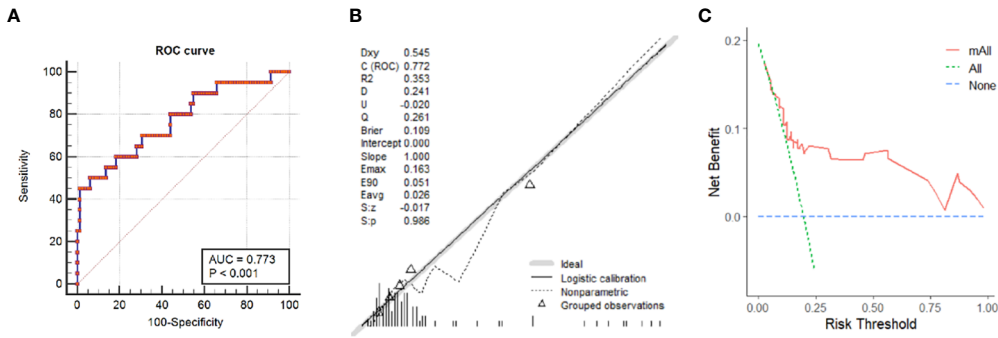 A
ROC curve
Sensitivity
100
80
60
40
20
0
0 20 40 60 80 100
100-Specificity
AUC = 0.773
P < 0.001
B
Dxy 0.545
C (ROC) 0.772
R2 0.353
D 0.241
U -0.020
Q 0.261
Brier 0.109
Intercept 0.000
Slope 1.000
Emax 0.163
E90 0.051
Eavg 0.026
S:z -0.017
S:p 0.986
Ideal
Logistic calibration
Nonparametric
Grouped observations
C
Net Benefit
0.2
0.1
0.0
mAll
All
None
0.00 0.25 0.50 0.75 1.00
Risk Threshold